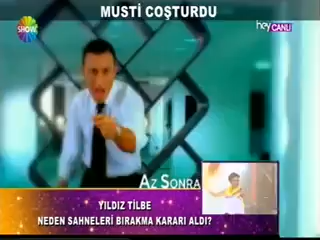 MUSTİ COŞTURDU
SHOW
hey CANLI
AZ SONRA
YILDIZ TİLBE
NEDEN SAHNELERİ BIRAKMA KARARI ALDI?